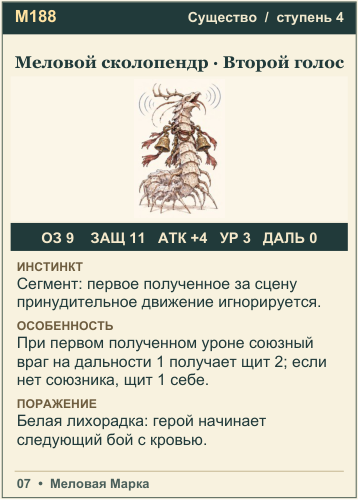 M188
Существо / ступень 4
Меловой сколопендр · Второй голос
ОЗ 9 ЗАЩ 11 АТК +4 УР 3 ДАЛЬ 0
ИНСТИНКТ
Сегмент: первое полученное за сцену
принудительное движение игнорируется.
ОСОБЕННОСТЬ
При первом полученном уроне союзный
враг на дальности 1 получает щит 2; если
нет союзника, щит 1 себе.
ПОРАЖЕНИЕ
Белая лихорадка: герой начинает
следующий бой с кровью.
07 • Меловая Марка